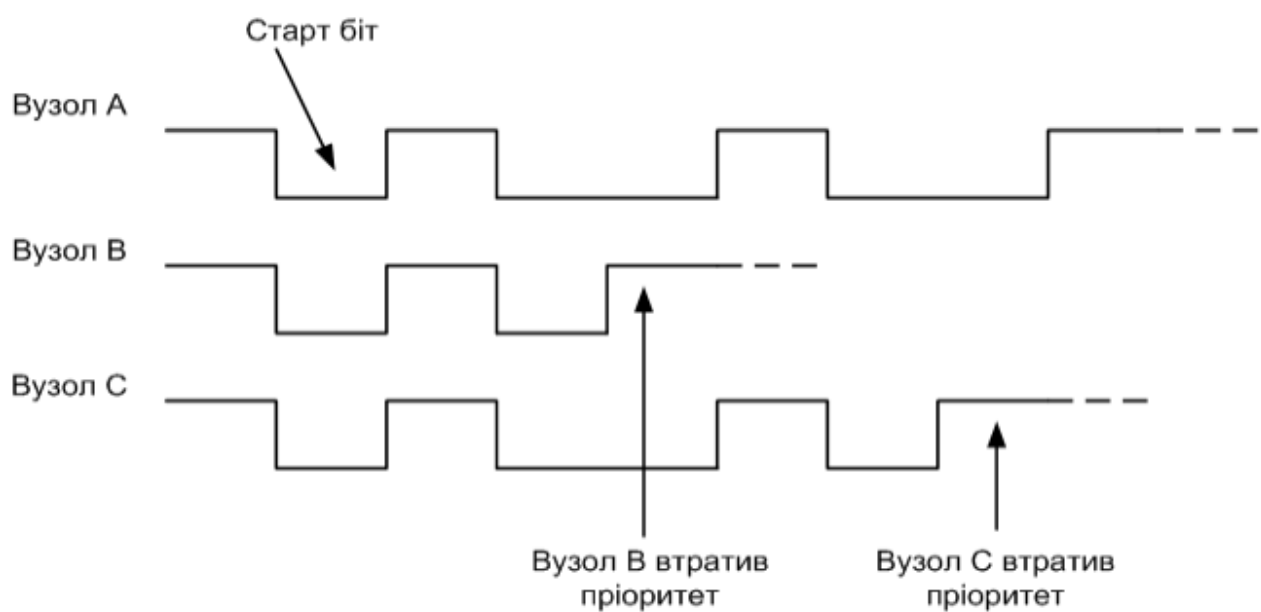 Старт біт
Вузол А
Вузол В
Вузол С
Вузол В втратив
пріоритет
Вузол С втратив
пріоритет